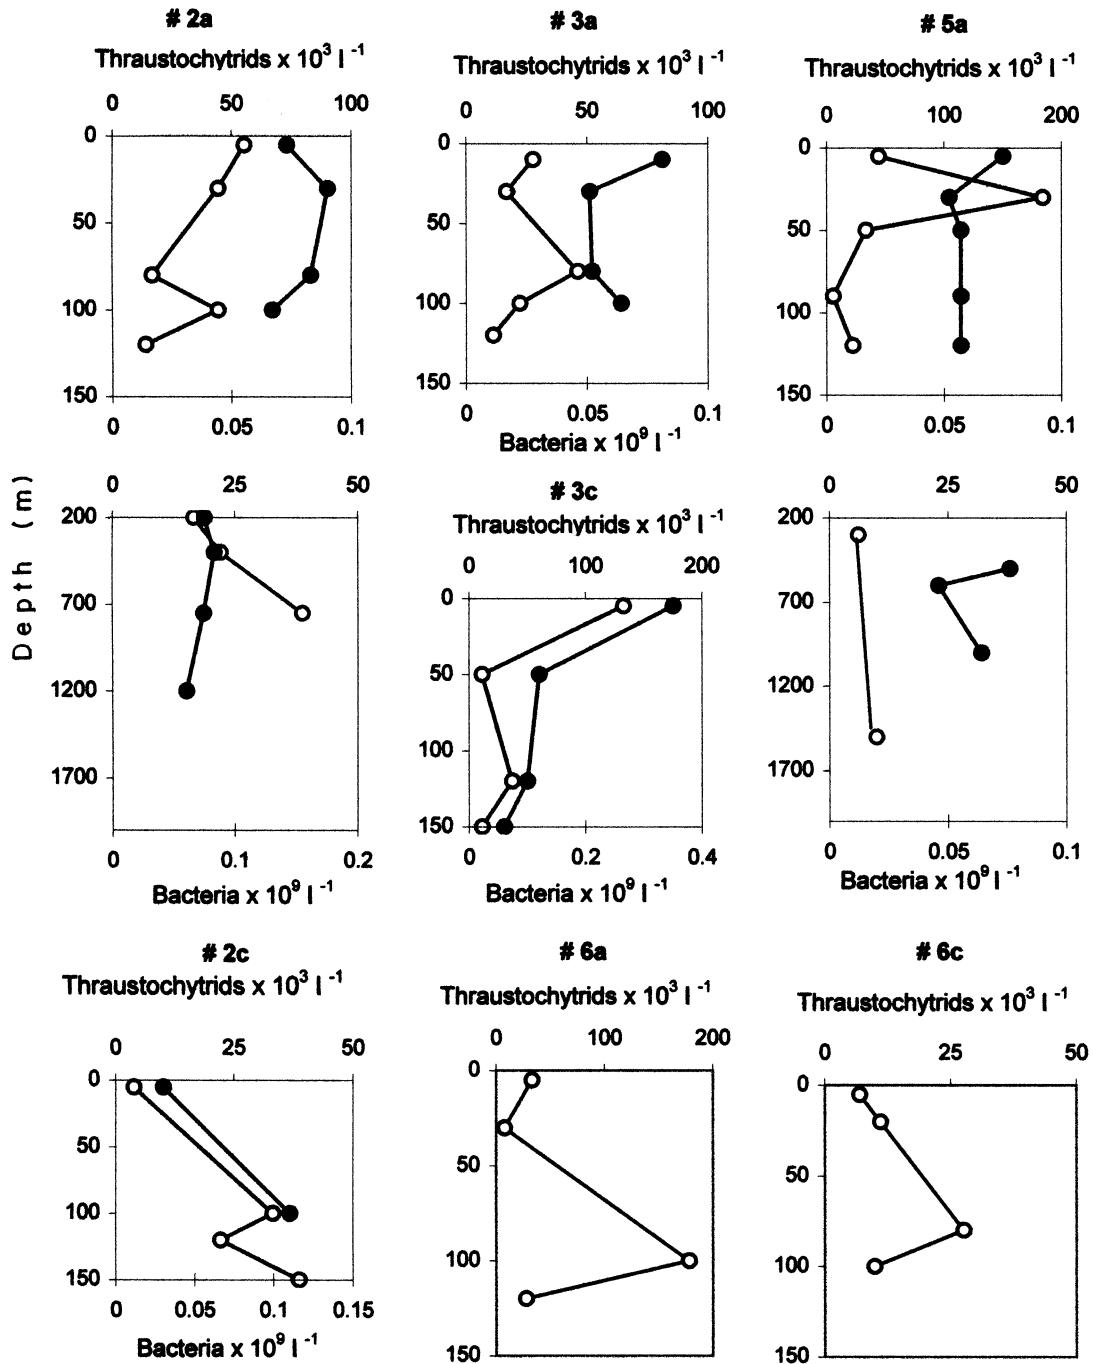 # 2a
Thraustochytrids x 10³ l ⁻¹
0 50 100
0
50
100
150
0 0.05 0.1
# 3a
Thraustochytrids x 10³ l ⁻¹
0 50 100
0
50
100
150
0 0.05 0.1
Bacteria x 10⁹ l ⁻¹
# 5a
Thraustochytrids x 10³ l ⁻¹
0 100 200
0
50
100
150
0 0.05 0.1
Depth (m)
0 25 50
200
700
1200
1700
0 0.1 0.2
Bacteria x 10⁹ l ⁻¹
# 3c
Thraustochytrids x 10³ l ⁻¹
0 100 200
0
50
100
150
0 0.2 0.4
Bacteria x 10⁹ l ⁻¹
0 25 50
200
700
1200
1700
0 0.05 0.1
Bacteria x 10⁹ l ⁻¹
# 2c
Thraustochytrids x 10³ l ⁻¹
0 25 50
0
50
100
150
0 0.05 0.1 0.15
Bacteria x 10⁹ l ⁻¹
# 6a
Thraustochytrids x 10³ l ⁻¹
0 100 200
0
50
100
150
# 6c
Thraustochytrids x 10³ l ⁻¹
0 25 50
0
50
100
150